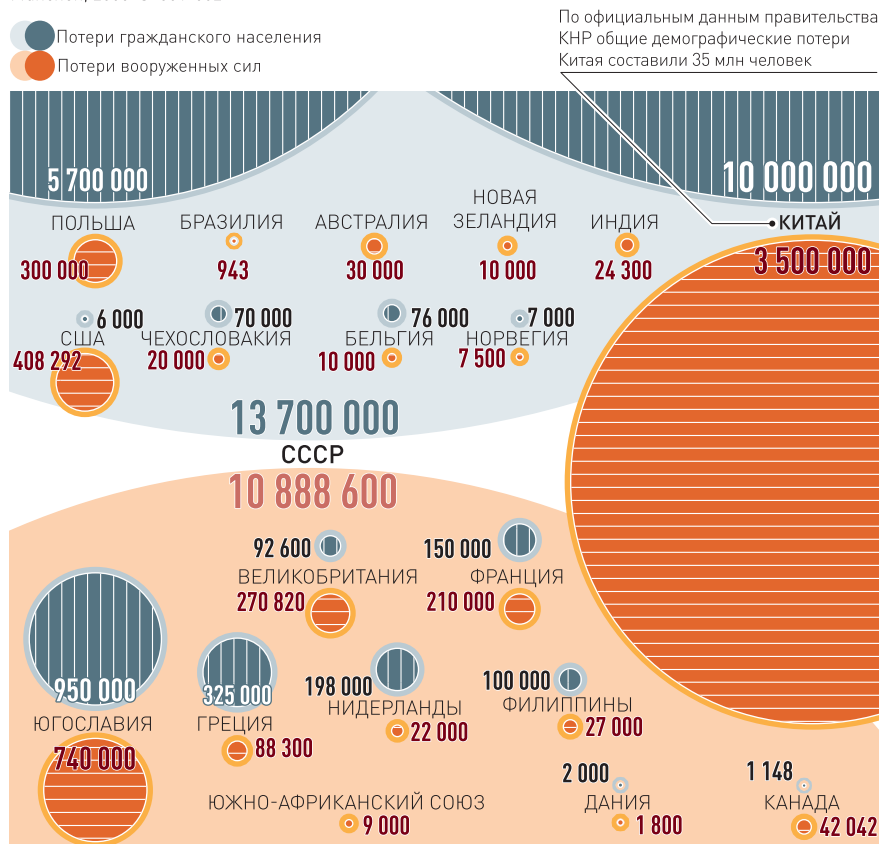 Потери гражданского населения
Потери вооруженных сил
По официальным данным правительства
КНР общие демографические потери
Китая составили 35 млн человек
5 700 000
10 000 000
ПОЛЬША
БРАЗИЛИЯ
АВСТРАЛИЯ
НОВАЯ
ЗЕЛАНДИЯ
ИНДИЯ
КИТАЙ
300 000
943
30 000
10 000
24 300
3 500 000
6 000
70 000
76 000
7 000
США
ЧЕХОСЛОВАКИЯ
БЕЛЬГИЯ
НОРВЕГИЯ
408 292
20 000
10 000
7 500
13 700 000
СССР
10 888 600
92 600
150 000
ВЕЛИКОБРИТАНИЯ
ФРАНЦИЯ
270 820
210 000
950 000
325 000
198 000
100 000
ЮГОСЛАВИЯ
ГРЕЦИЯ
НИДЕРЛАНДЫ
ФИЛИППИНЫ
740 000
88 300
22 000
27 000
2 000
1 148
ЮЖНО-АФРИКАНСКИЙ СОЮЗ
ДАНИЯ
КАНАДА
9 000
1 800
42 042